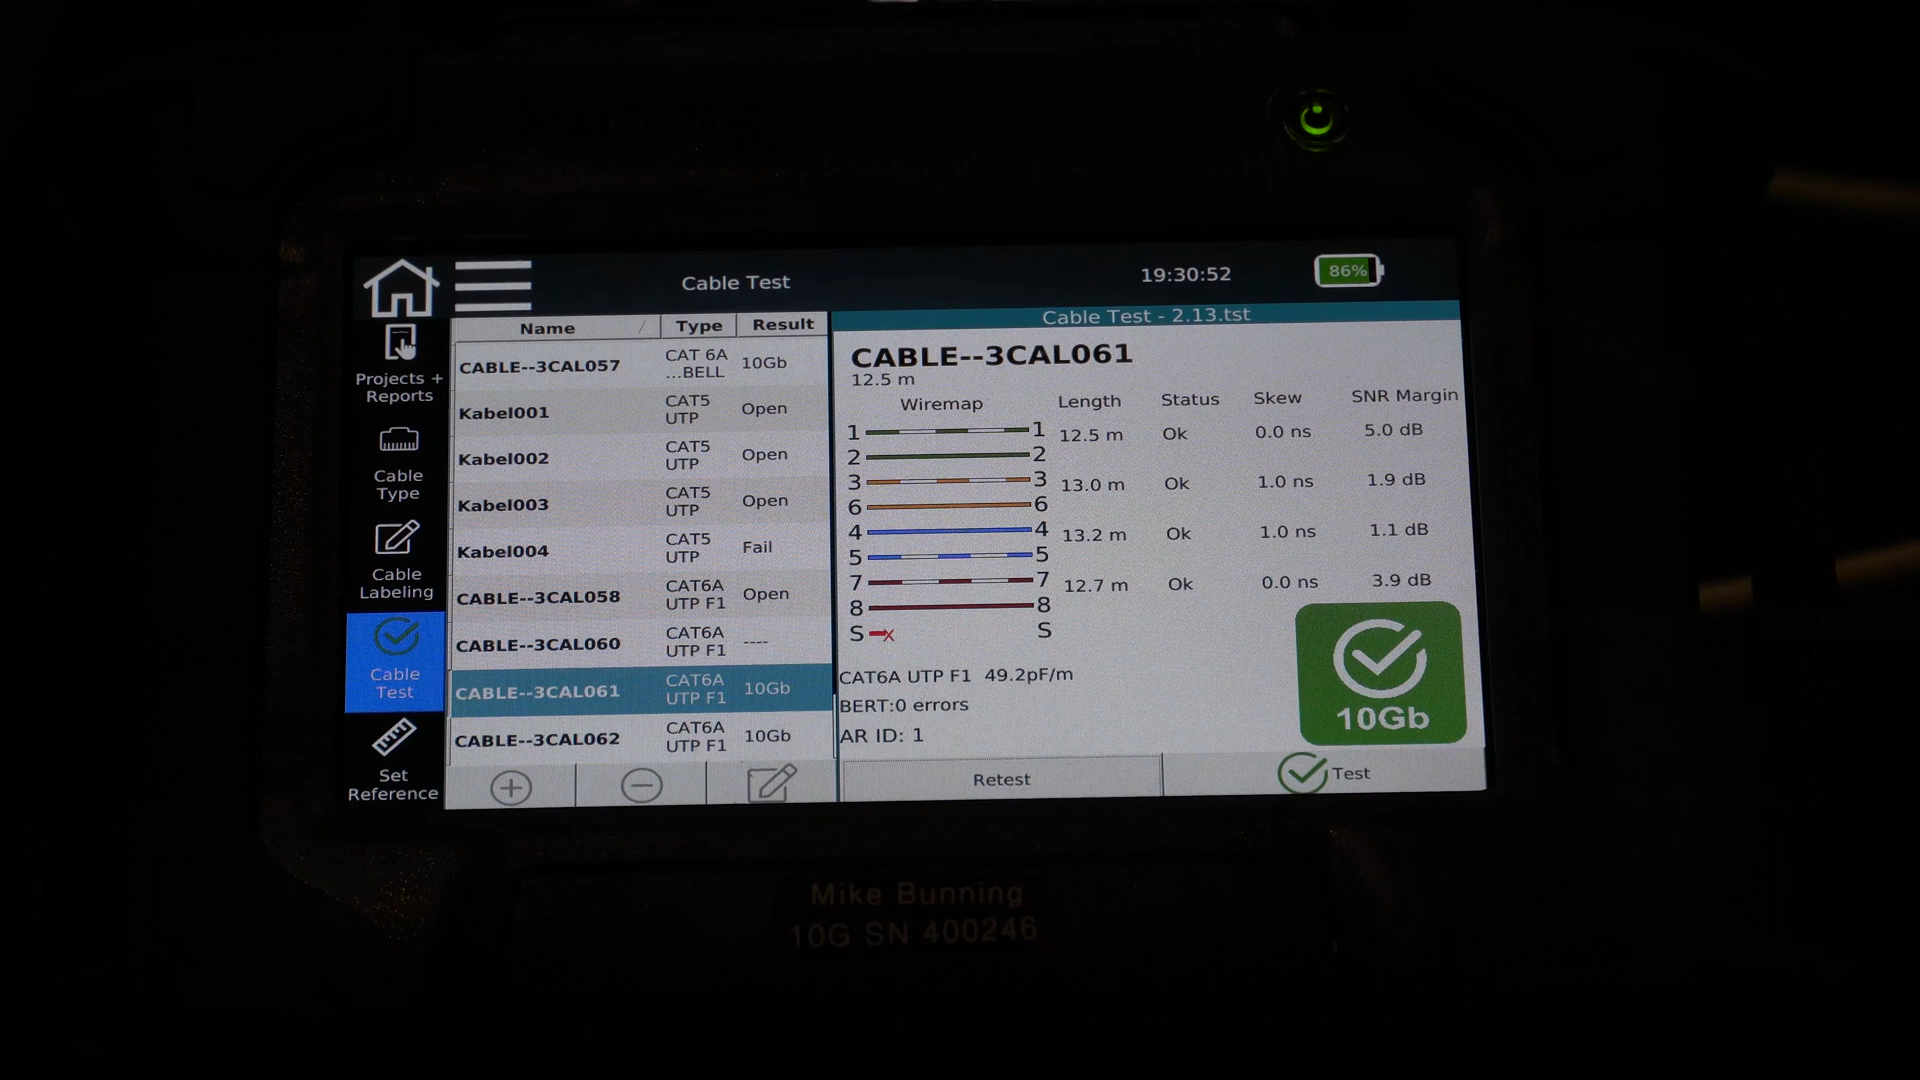 Cable Test
19:30:52
86%
Projects +
Reports
Cable
Type
Cable
Labeling
Cable
Test
Set
Reference
Name / Type Result
CABLE--3CAL057 CAT 6A ...BELL 10Gb
Kabel001 CAT5 UTP Open
Kabel002 CAT5 UTP Open
Kabel003 CAT5 UTP Open
Kabel004 CAT5 UTP Fail
CABLE--3CAL058 CAT6A UTP F1 Open
CABLE--3CAL060 CAT6A UTP F1 ----
CABLE--3CAL061 CAT6A UTP F1 10Gb
CABLE--3CAL062 CAT6A UTP F1 10Gb
Cable Test - 2.13.tst
CABLE--3CAL061
12.5 m
Wiremap Length Status Skew SNR Margin
1 1 12.5 m Ok 0.0 ns 5.0 dB
2 2
3 3 13.0 m Ok 1.0 ns 1.9 dB
6 6
4 4 13.2 m Ok 1.0 ns 1.1 dB
5 5
7 7 12.7 m Ok 0.0 ns 3.9 dB
8 8
S x S
CAT6A UTP F1 49.2pF/m
BERT:0 errors
AR ID: 1
10Gb
Retest
Test
Mike Bunning
10G SN 400246